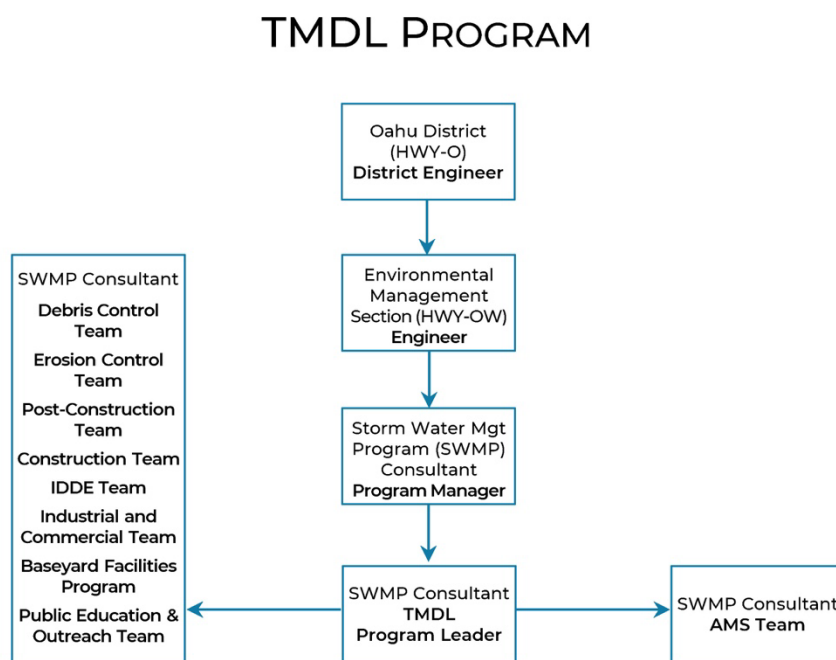 TMDL PROGRAM
Oahu District
(HWY-O)
District Engineer
Environmental
Management
Section (HWY-OW)
Engineer
Storm Water Mgt
Program (SWMP)
Consultant
Program Manager
SWMP Consultant
TMDL
Program Leader
SWMP Consultant
Debris Control
Team
Erosion Control
Team
Post-Construction
Team
Construction Team
IDDE Team
Industrial and
Commercial Team
Baseyard Facilities
Program
Public Education &
Outreach Team
SWMP Consultant
AMS Team